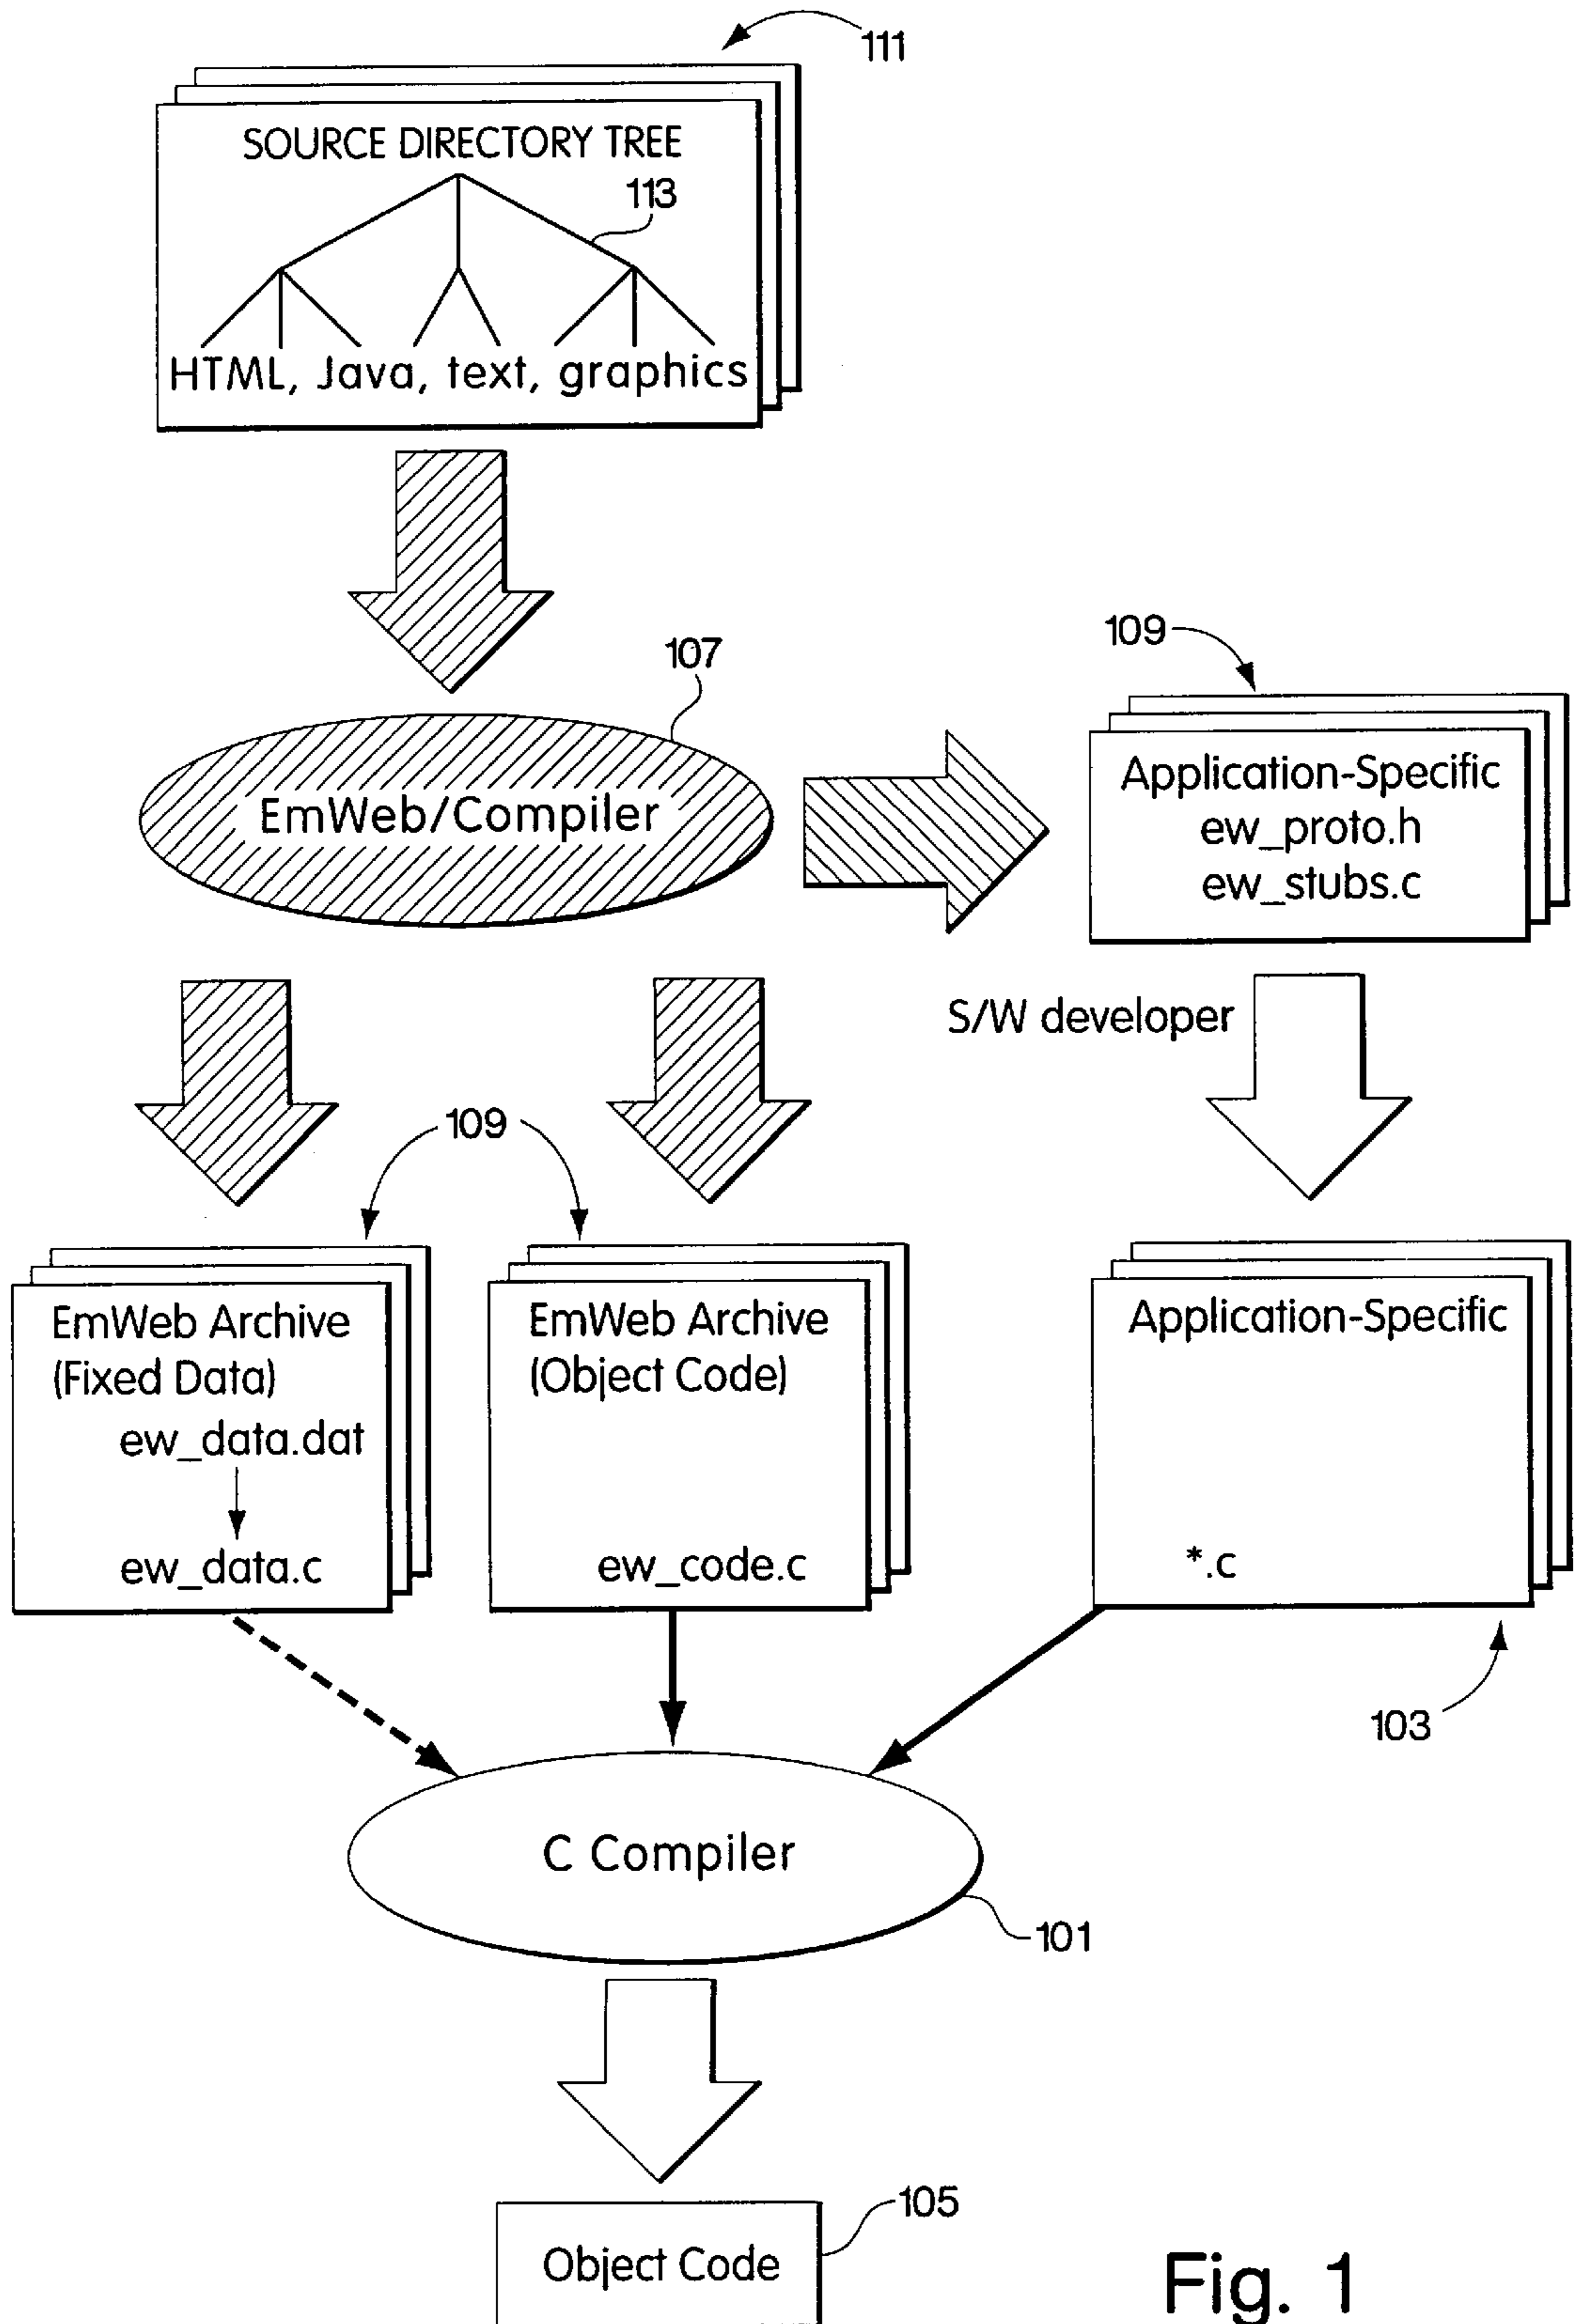 111
SOURCE DIRECTORY TREE
113
HTML, Java, text, graphics
107
EmWeb/Compiler
109
Application-Specific
ew_proto.h
ew_stubs.c
S/W developer
109
EmWeb Archive
(Fixed Data)
ew_data.dat
ew_data.c
EmWeb Archive
(Object Code)
ew_code.c
Application-Specific
*.c
103
C Compiler
101
105
Object Code
Fig. 1